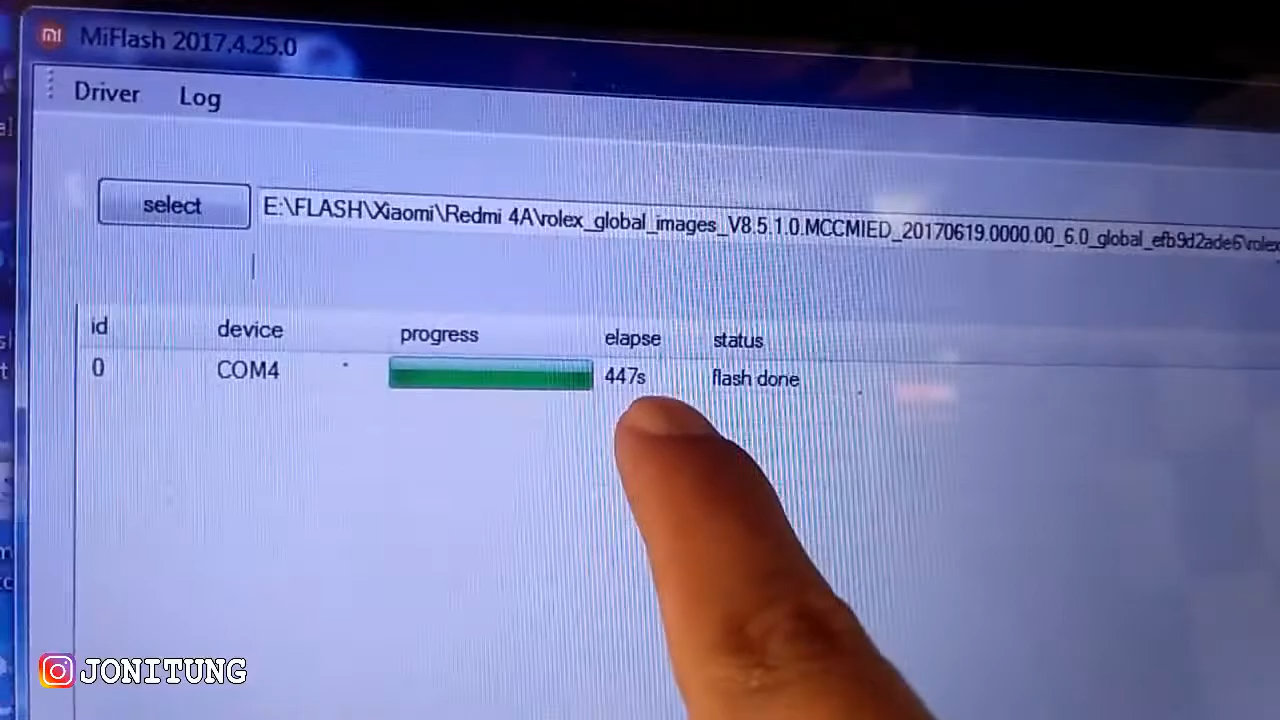 MiFlash 2017.4.25.0
Driver Log
select E:\FLASH\Xiaomi\Redmi 4A\rolex_global_images_V8.5.1.0.MCCMIED_20170619.0000.00_6.0_global_efb9d2ade6\rolex
id device progress elapse status
0 COM4 447s flash done
JONITUNG